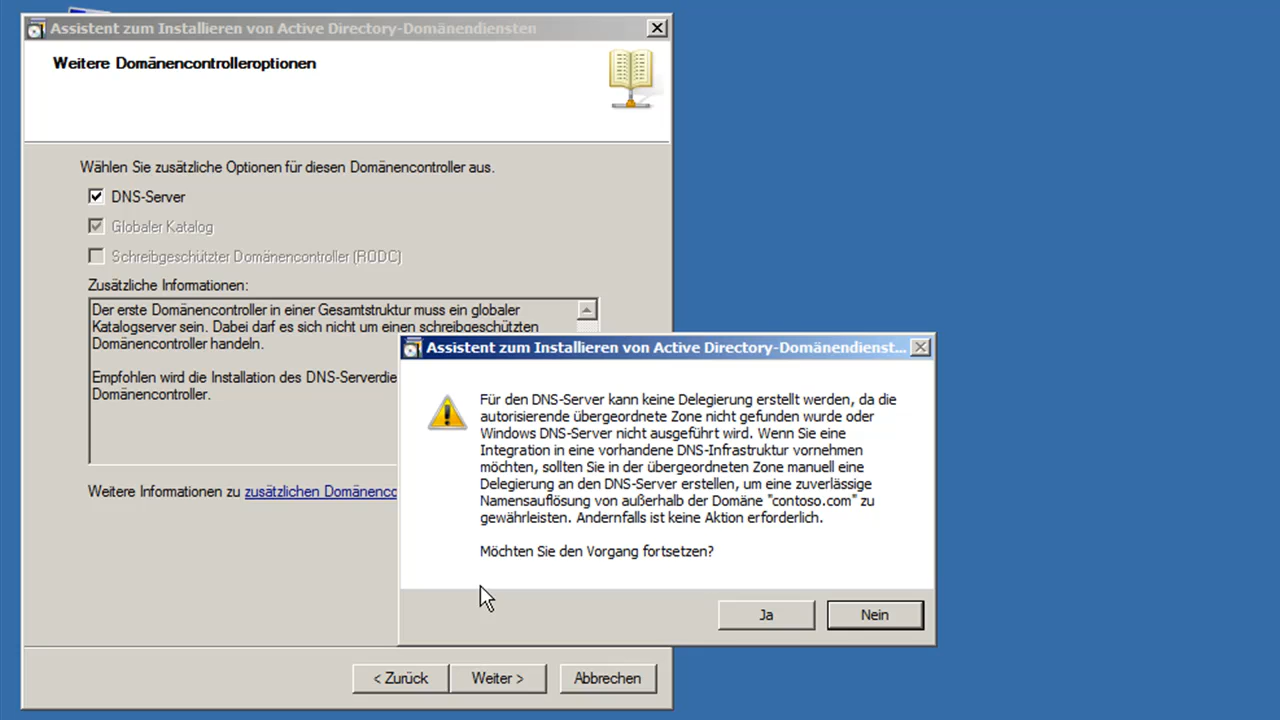 Assistent zum Installieren von Active Directory-Domänendiensten
Weitere Domänencontrolleroptionen
Wählen Sie zusätzliche Optionen für diesen Domänencontroller aus.
DNS-Server
Globaler Katalog
Schreibgeschützter Domänencontroller (RODC)
Zusätzliche Informationen:
Der erste Domänencontroller in einer Gesamtstruktur muss ein globaler
Katalogserver sein. Dabei darf es sich nicht um einen schreibgeschützten
Domänencontroller handeln.
Empfohlen wird die Installation des DNS-Serverdie
Domänencontroller.
Weitere Informationen zu zusätzlichen Domänenco
< Zurück
Weiter >
Abbrechen
Assistent zum Installieren von Active Directory-Domänendienst...
Für den DNS-Server kann keine Delegierung erstellt werden, da die
autorisierende übergeordnete Zone nicht gefunden wurde oder
Windows DNS-Server nicht ausgeführt wird. Wenn Sie eine
Integration in eine vorhandene DNS-Infrastruktur vornehmen
möchten, sollten Sie in der übergeordneten Zone manuell eine
Delegierung an den DNS-Server erstellen, um eine zuverlässige
Namensauflösung von außerhalb der Domäne "contoso.com" zu
gewährleisten. Andernfalls ist keine Aktion erforderlich.
Möchten Sie den Vorgang fortsetzen?
Ja
Nein